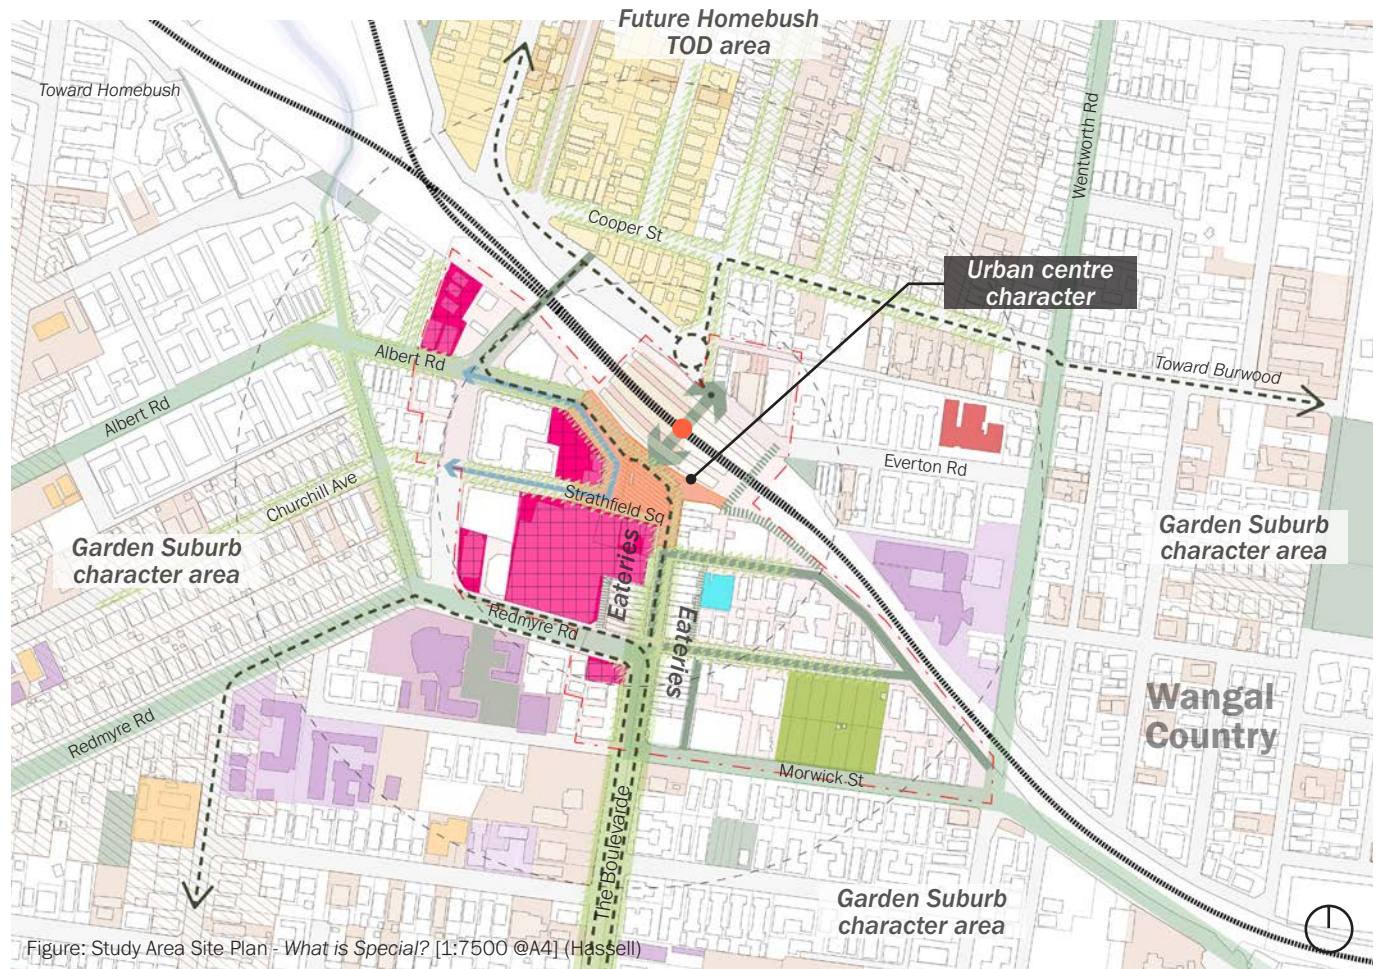 Future Homebush
TOD area
Toward Homebush
Wentworth Rd
Cooper St
Urban centre
character
Albert Rd
Toward Burwood
Albert Rd
Everton Rd
Churchill Ave
Strathfield Sq
Garden Suburb
character area
Garden Suburb
character area
Eateries
Redmyre Rd
Eateries
Wangal
Country
Redmyre Rd
Morwick St
The Boulevarde
Garden Suburb
character area
Figure: Study Area Site Plan - What is Special? [1:7500 @A4] (Hassell)